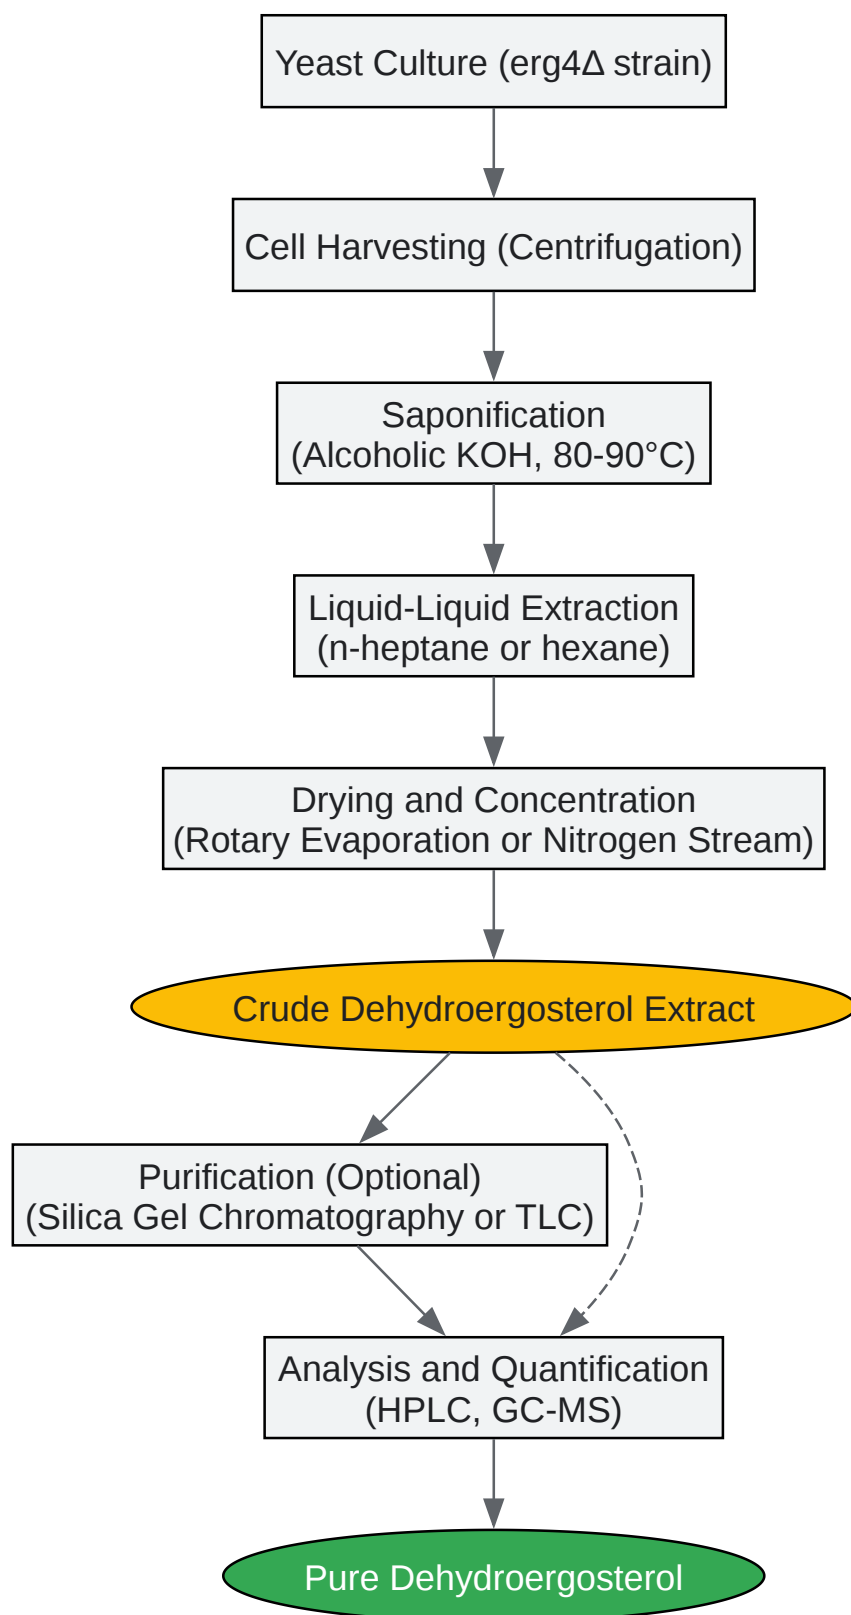 Yeast Culture (erg4Δ strain)
Cell Harvesting (Centrifugation)
Saponification
(Alcoholic KOH, 80-90°C)
Liquid-Liquid Extraction
(n-heptane or hexane)
Drying and Concentration
(Rotary Evaporation or Nitrogen Stream)
Crude Dehydroergosterol Extract
Purification (Optional)
(Silica Gel Chromatography or TLC)
Analysis and Quantification
(HPLC, GC-MS)
Pure Dehydroergosterol